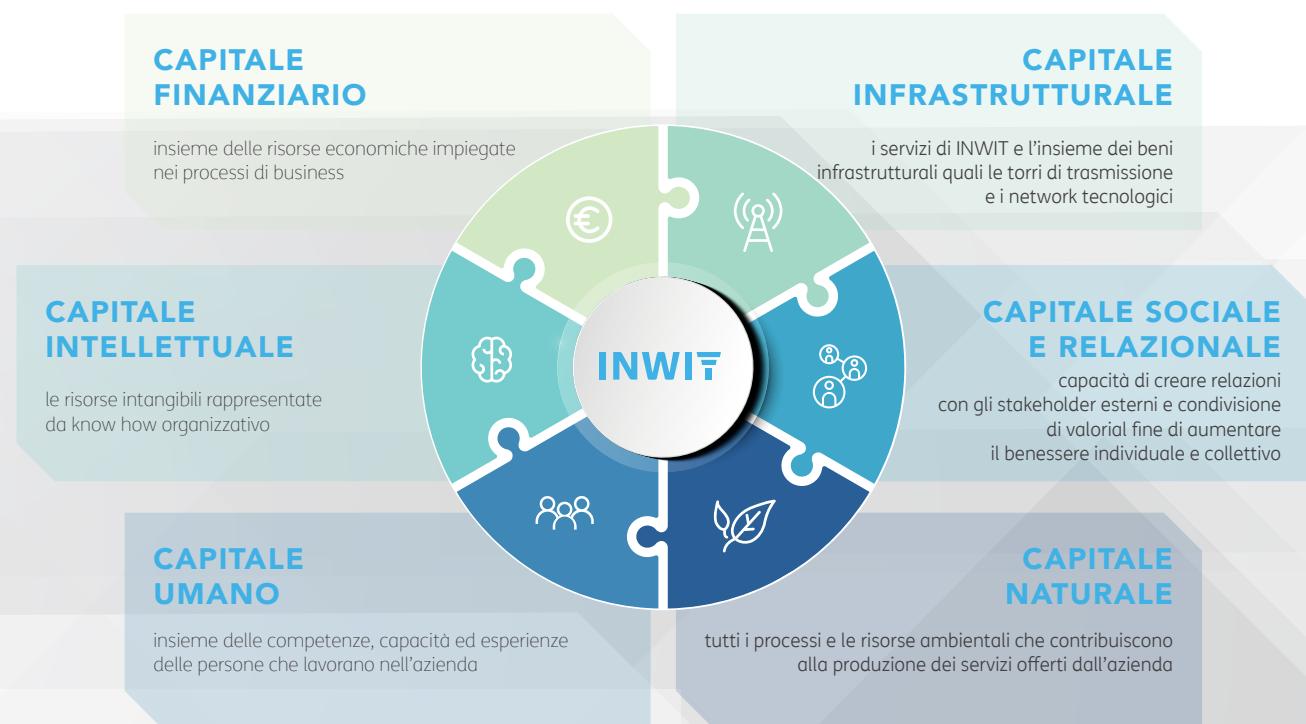 CAPITALE
FINANZIARIO
insieme delle risorse economiche impiegate
nei processi di business
CAPITALE
INFRASTRUTTURALE
i servizi di INWIT e l'insieme dei beni
infrastrutturali quali le torri di trasmissione
e i network tecnologici
CAPITALE
INTELLETTUALE
le risorse intangibili rappresentate
da know how organizzativo
INWIT
CAPITALE SOCIALE
E RELAZIONALE
capacità di creare relazioni
con gli stakeholder esterni e condivisione
di valorial fine di aumentare
il benessere individuale e collettivo
CAPITALE
UMANO
insieme delle competenze, capacità ed esperienze
delle persone che lavorano nell'azienda
CAPITALE
NATURALE
tutti i processi e le risorse ambientali che contribuiscono
alla produzione dei servizi offerti dall'azienda